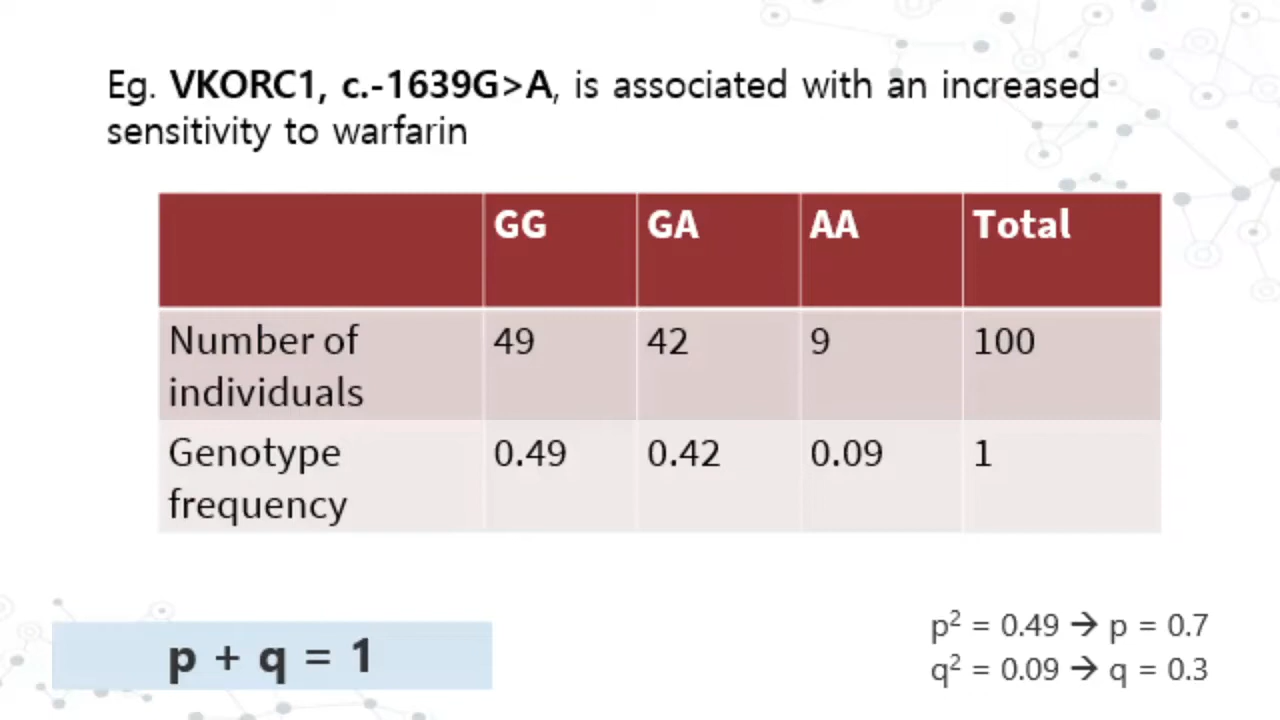 Eg. VKORC1, c.-1639G>A, is associated with an increased
sensitivity to warfarin
GG GA AA Total
Number of
individuals
49 42 9 100
Genotype
frequency
0.49 0.42 0.09 1
p + q = 1
p² = 0.49 → p = 0.7
q² = 0.09 → q = 0.3